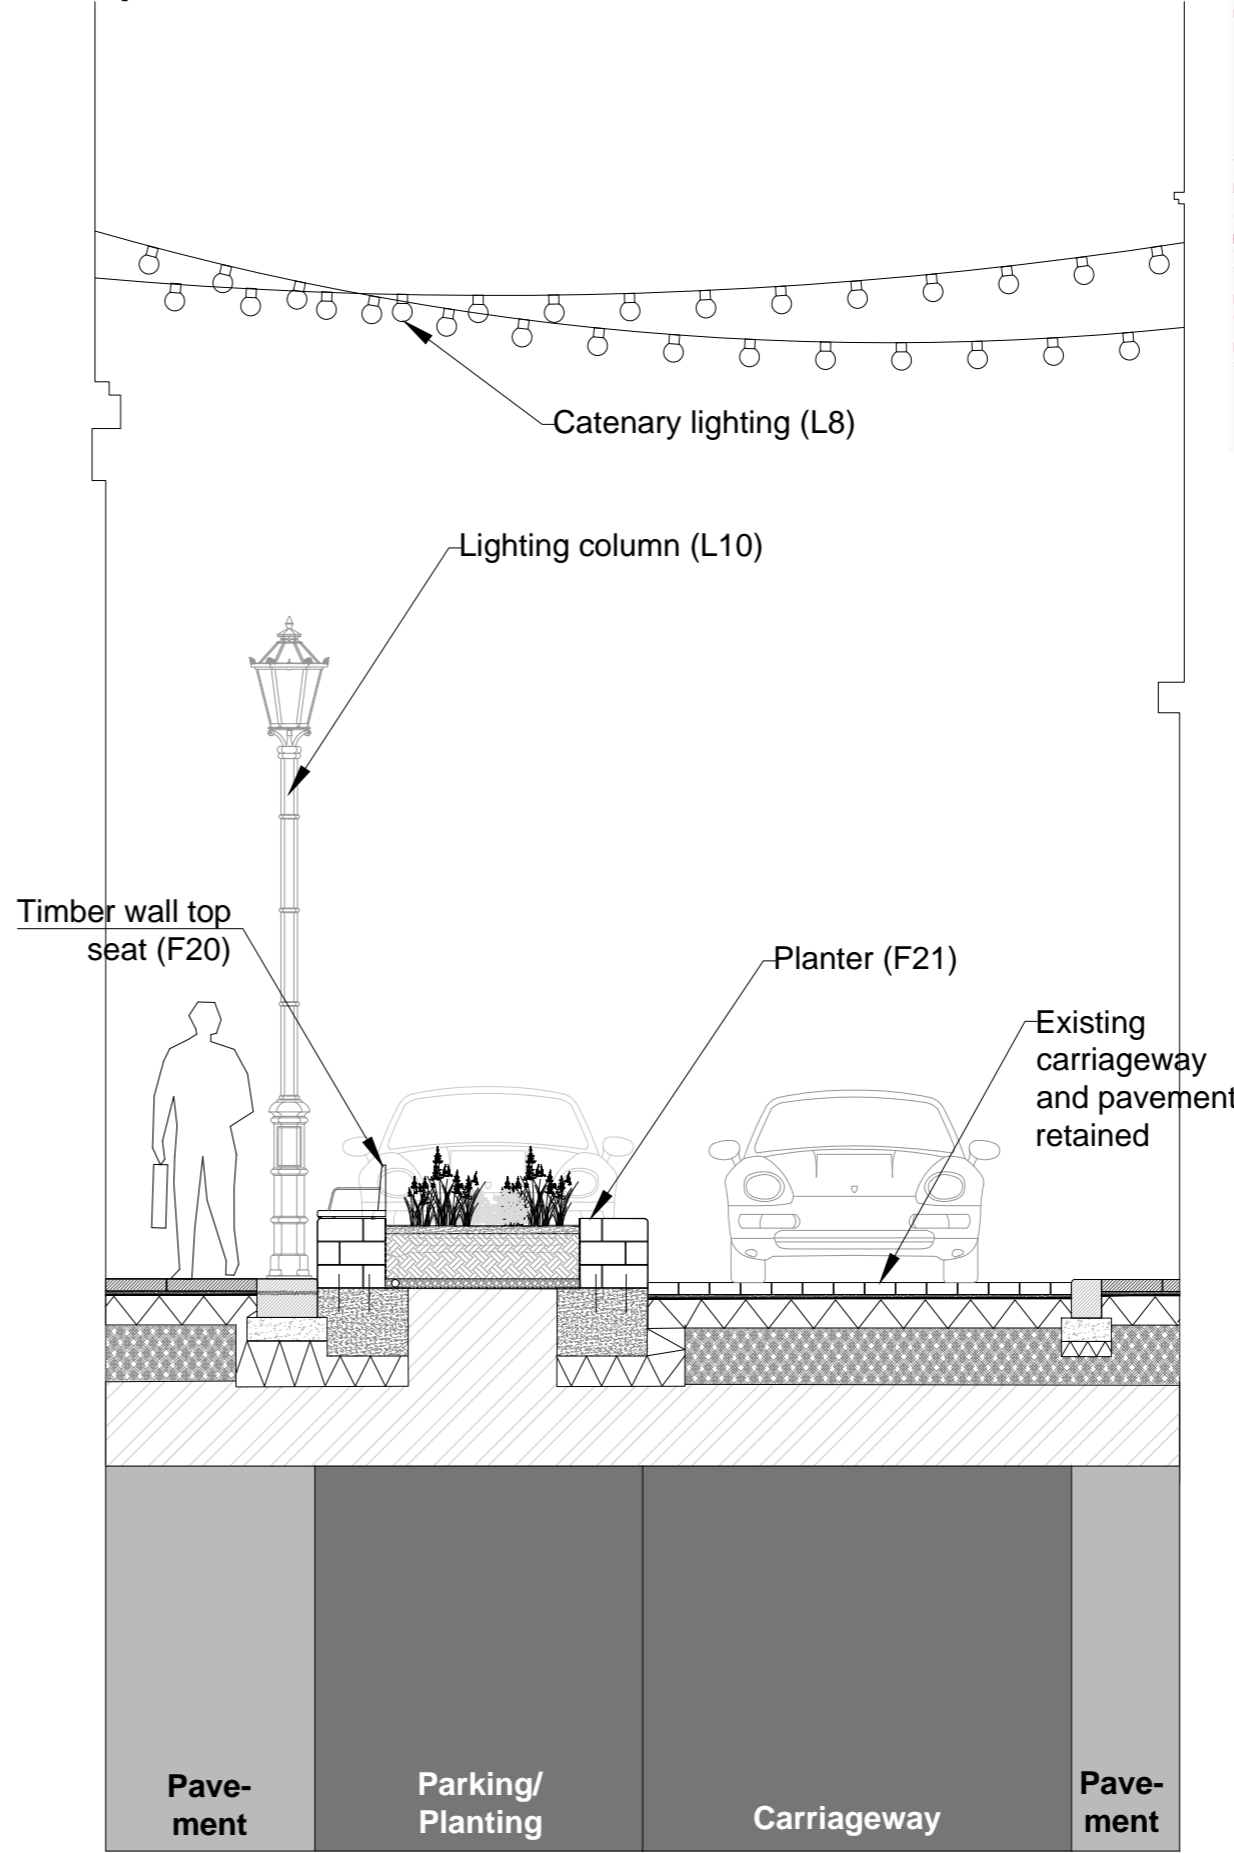 Catenary lighting (L8)
Lighting column (L10)
Timber wall top
seat (F20)
Planter (F21)
Existing
carriageway
and pavement
retained
Pave-
ment
Parking/
Planting
Carriageway
Pave-
ment